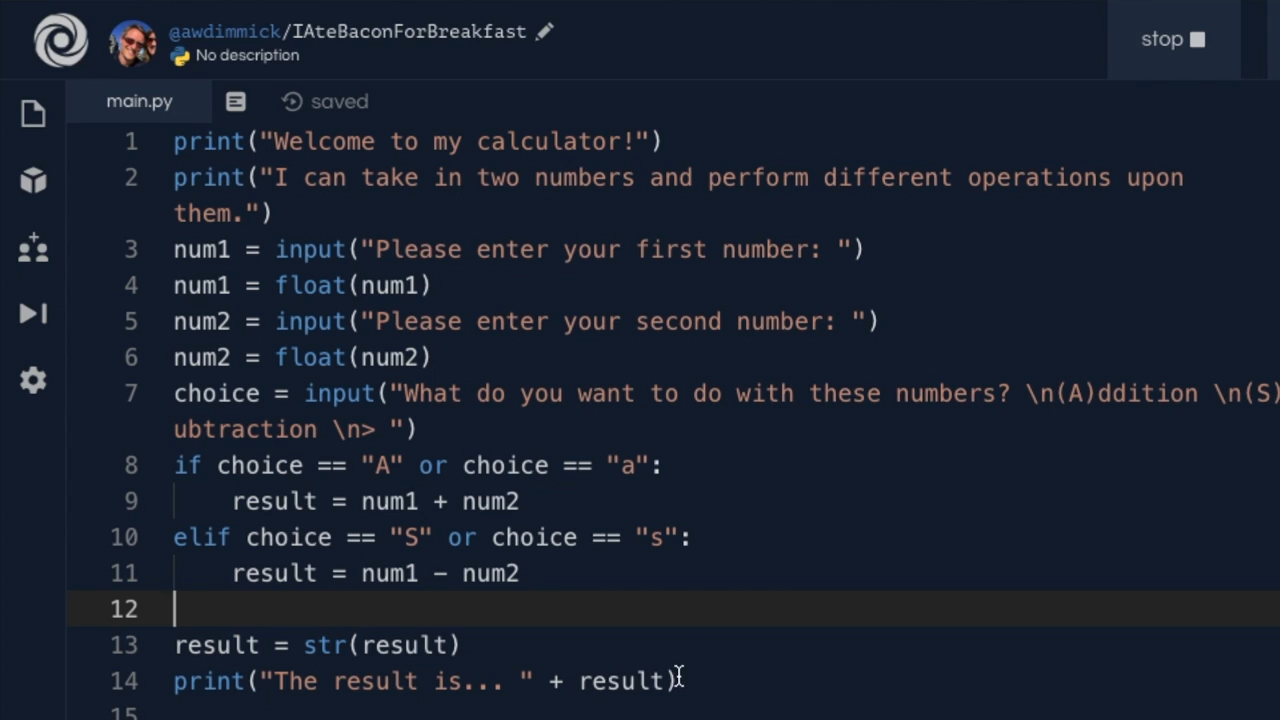 @awdimmick/IAteBaconForBreakfast
No description
stop
main.py
saved
1 print("Welcome to my calculator!")
2 print("I can take in two numbers and perform different operations upon
them.")
3 num1 = input("Please enter your first number: ")
4 num1 = float(num1)
5 num2 = input("Please enter your second number: ")
6 num2 = float(num2)
7 choice = input("What do you want to do with these numbers? \n(A)ddition \n(S)
ubtraction \n> ")
8 if choice == "A" or choice == "a":
9 result = num1 + num2
10 elif choice == "S" or choice == "s":
11 result = num1 - num2
12
13 result = str(result)
14 print("The result is... " + result)
15